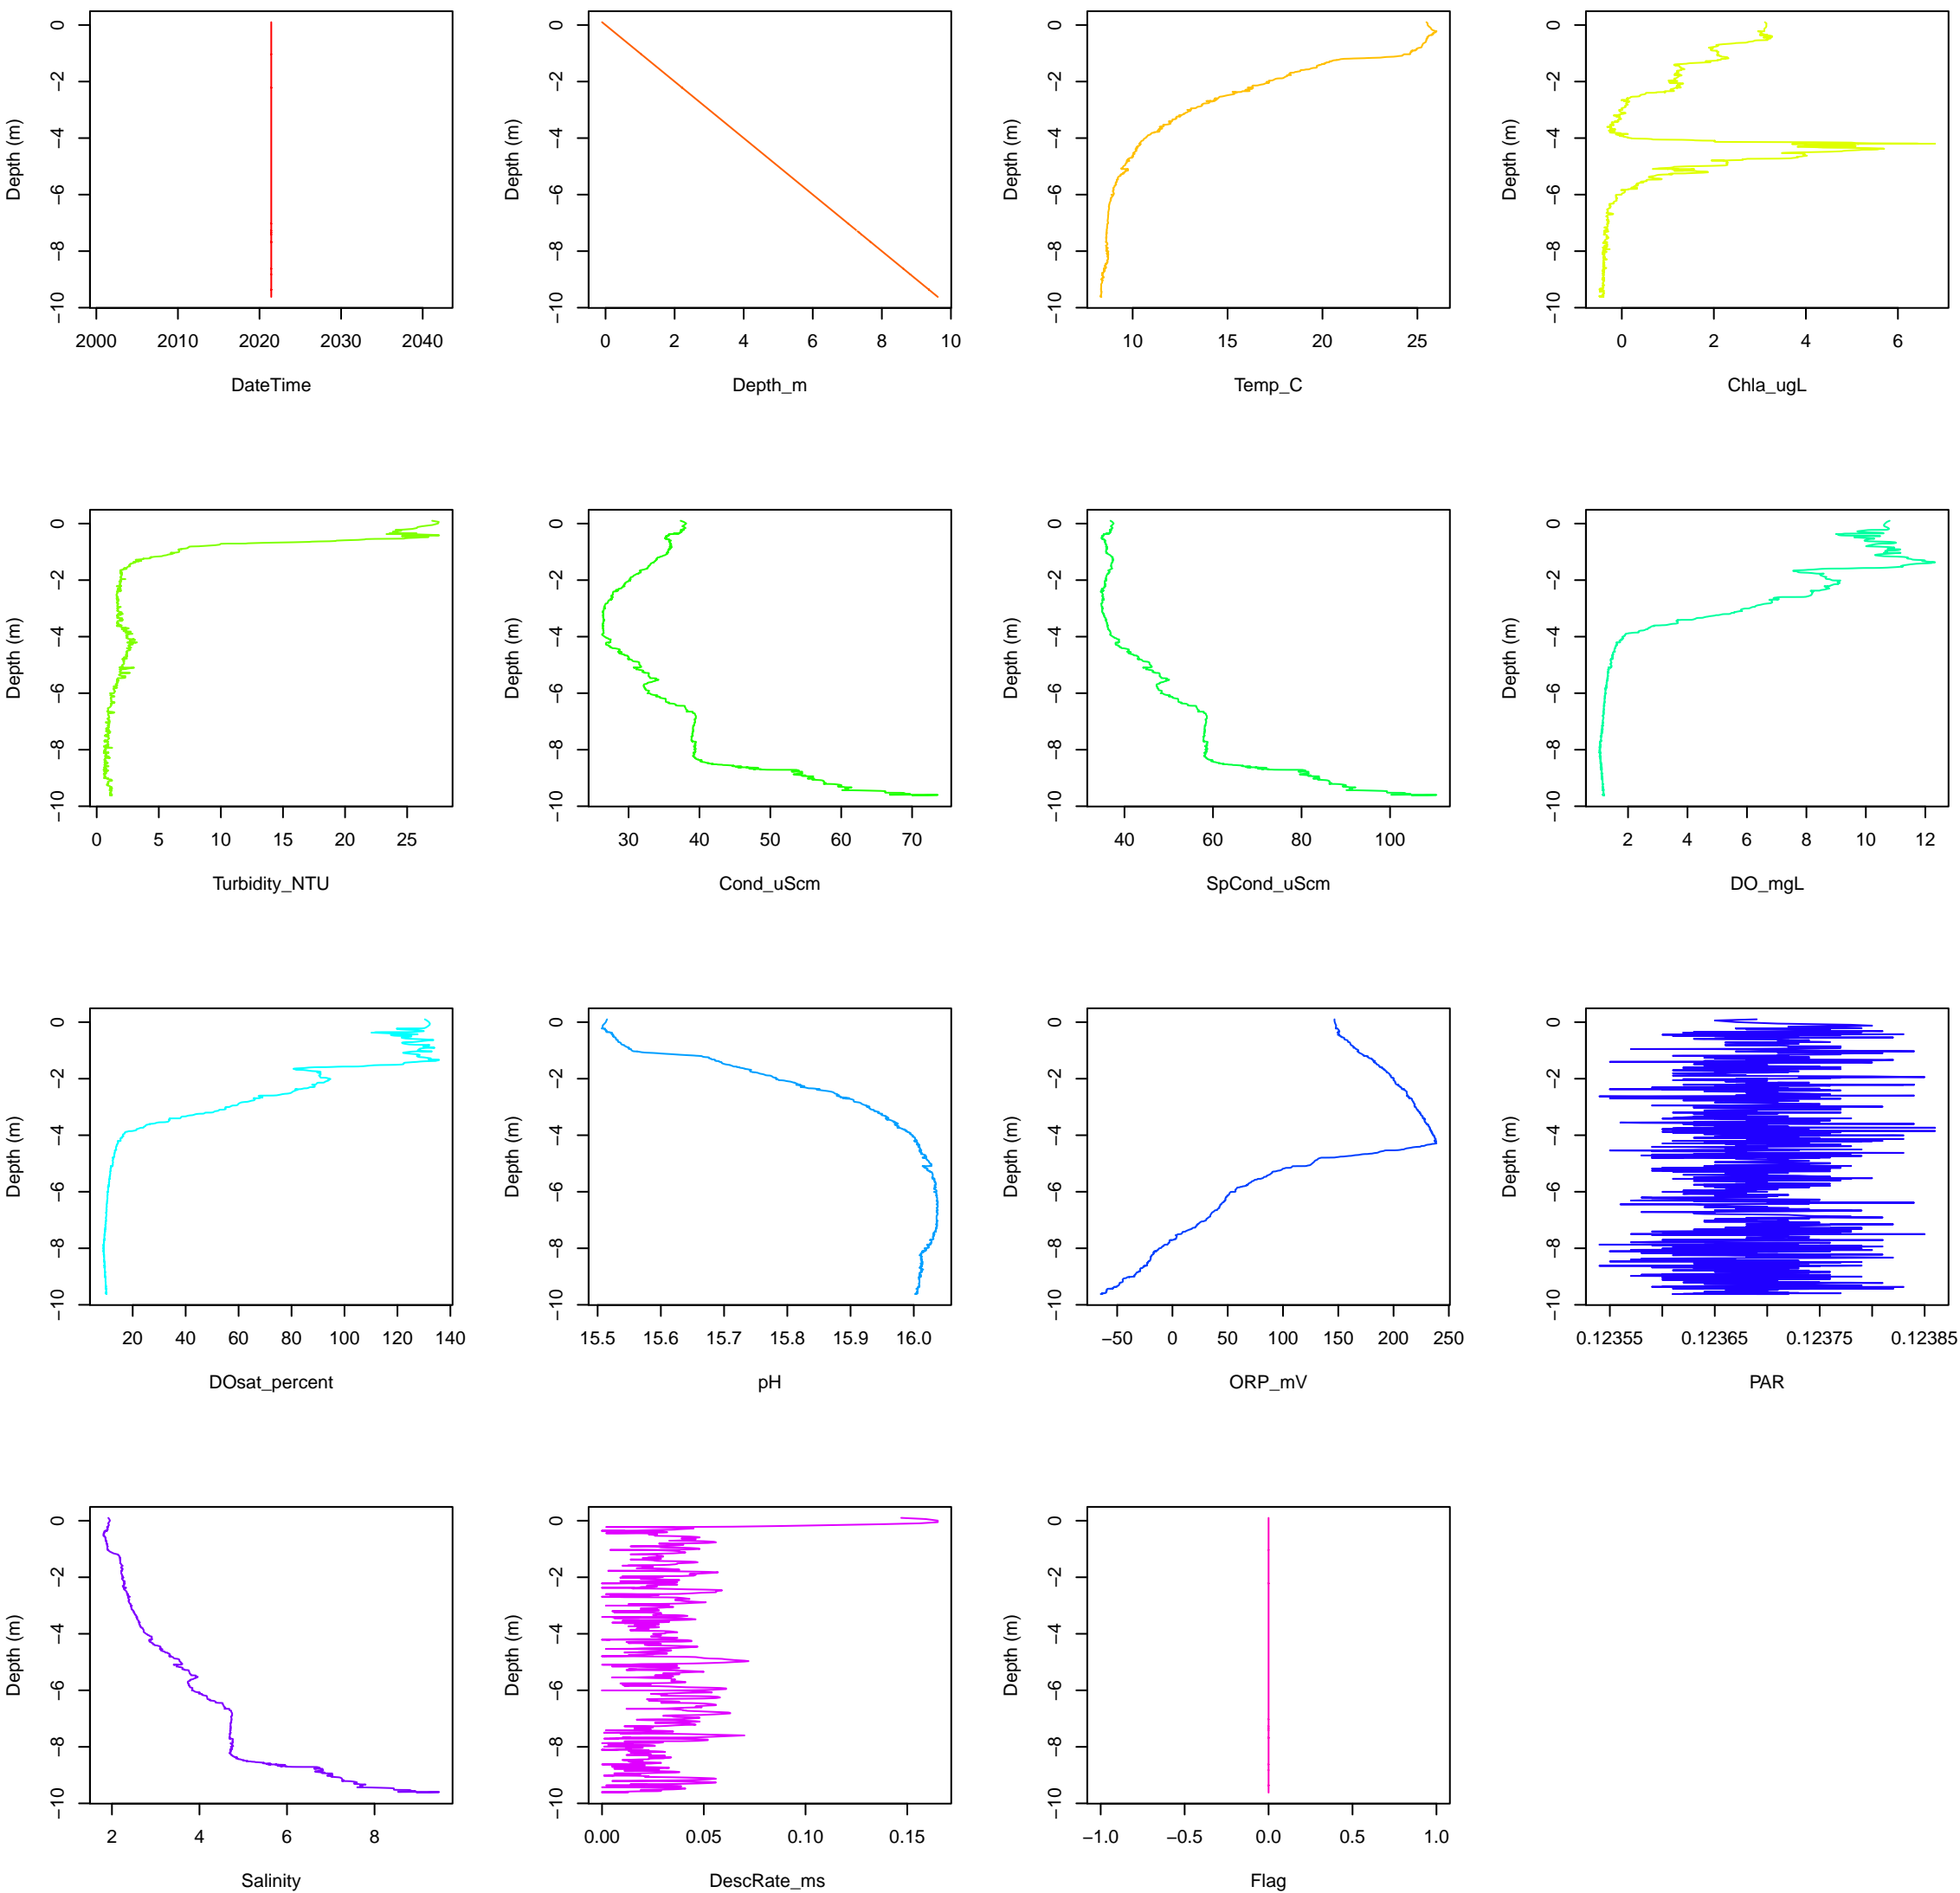 0
−2
−4
−6
−8
−10
Depth (m)
2000 2010 2020 2030 2040
DateTime
0
−2
−4
−6
−8
−10
Depth (m)
0 2 4 6 8 10
Depth_m
0
−2
−4
−6
−8
−10
Depth (m)
10 15 20 25
Temp_C
0
−2
−4
−6
−8
−10
Depth (m)
0 2 4 6
Chla_ugL
0
−2
−4
−6
−8
−10
Depth (m)
0 5 10 15 20 25
Turbidity_NTU
0
−2
−4
−6
−8
−10
Depth (m)
30 40 50 60 70
Cond_uScm
0
−2
−4
−6
−8
−10
Depth (m)
40 60 80 100
SpCond_uScm
0
−2
−4
−6
−8
−10
Depth (m)
2 4 6 8 10 12
DO_mgL
0
−2
−4
−6
−8
−10
Depth (m)
20 40 60 80 100 120 140
DOsat_percent
0
−2
−4
−6
−8
−10
Depth (m)
15.5 15.6 15.7 15.8 15.9 16.0
pH
0
−2
−4
−6
−8
−10
Depth (m)
−50 0 50 100 150 200 250
ORP_mV
0
−2
−4
−6
−8
−10
Depth (m)
0.12355 0.12365 0.12375 0.12385
PAR
0
−2
−4
−6
−8
−10
Depth (m)
2 4 6 8
Salinity
0
−2
−4
−6
−8
−10
Depth (m)
0.00 0.05 0.10 0.15
DescRate_ms
0
−2
−4
−6
−8
−10
Depth (m)
−1.0 −0.5 0.0 0.5 1.0
Flag